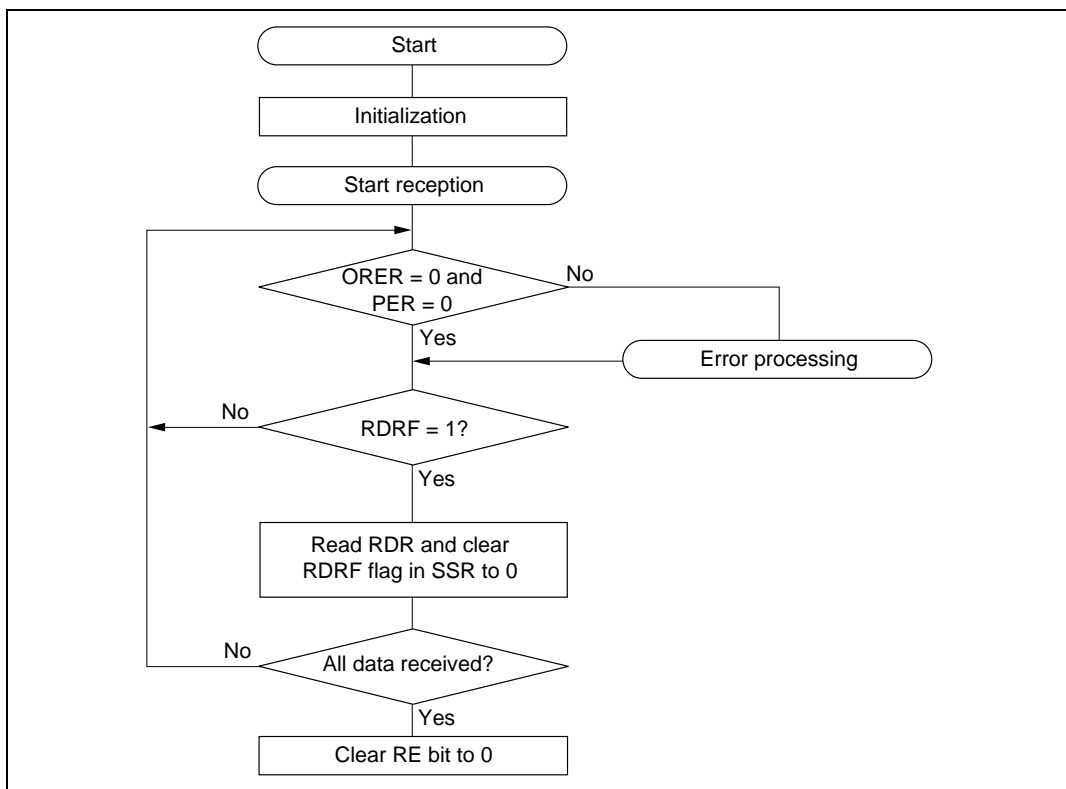 Start
Initialization
Start reception
ORER = 0 and
PER = 0
No
Yes
Error processing
No
RDRF = 1?
Yes
Read RDR and clear
RDRF flag in SSR to 0
No
All data received?
Yes
Clear RE bit to 0